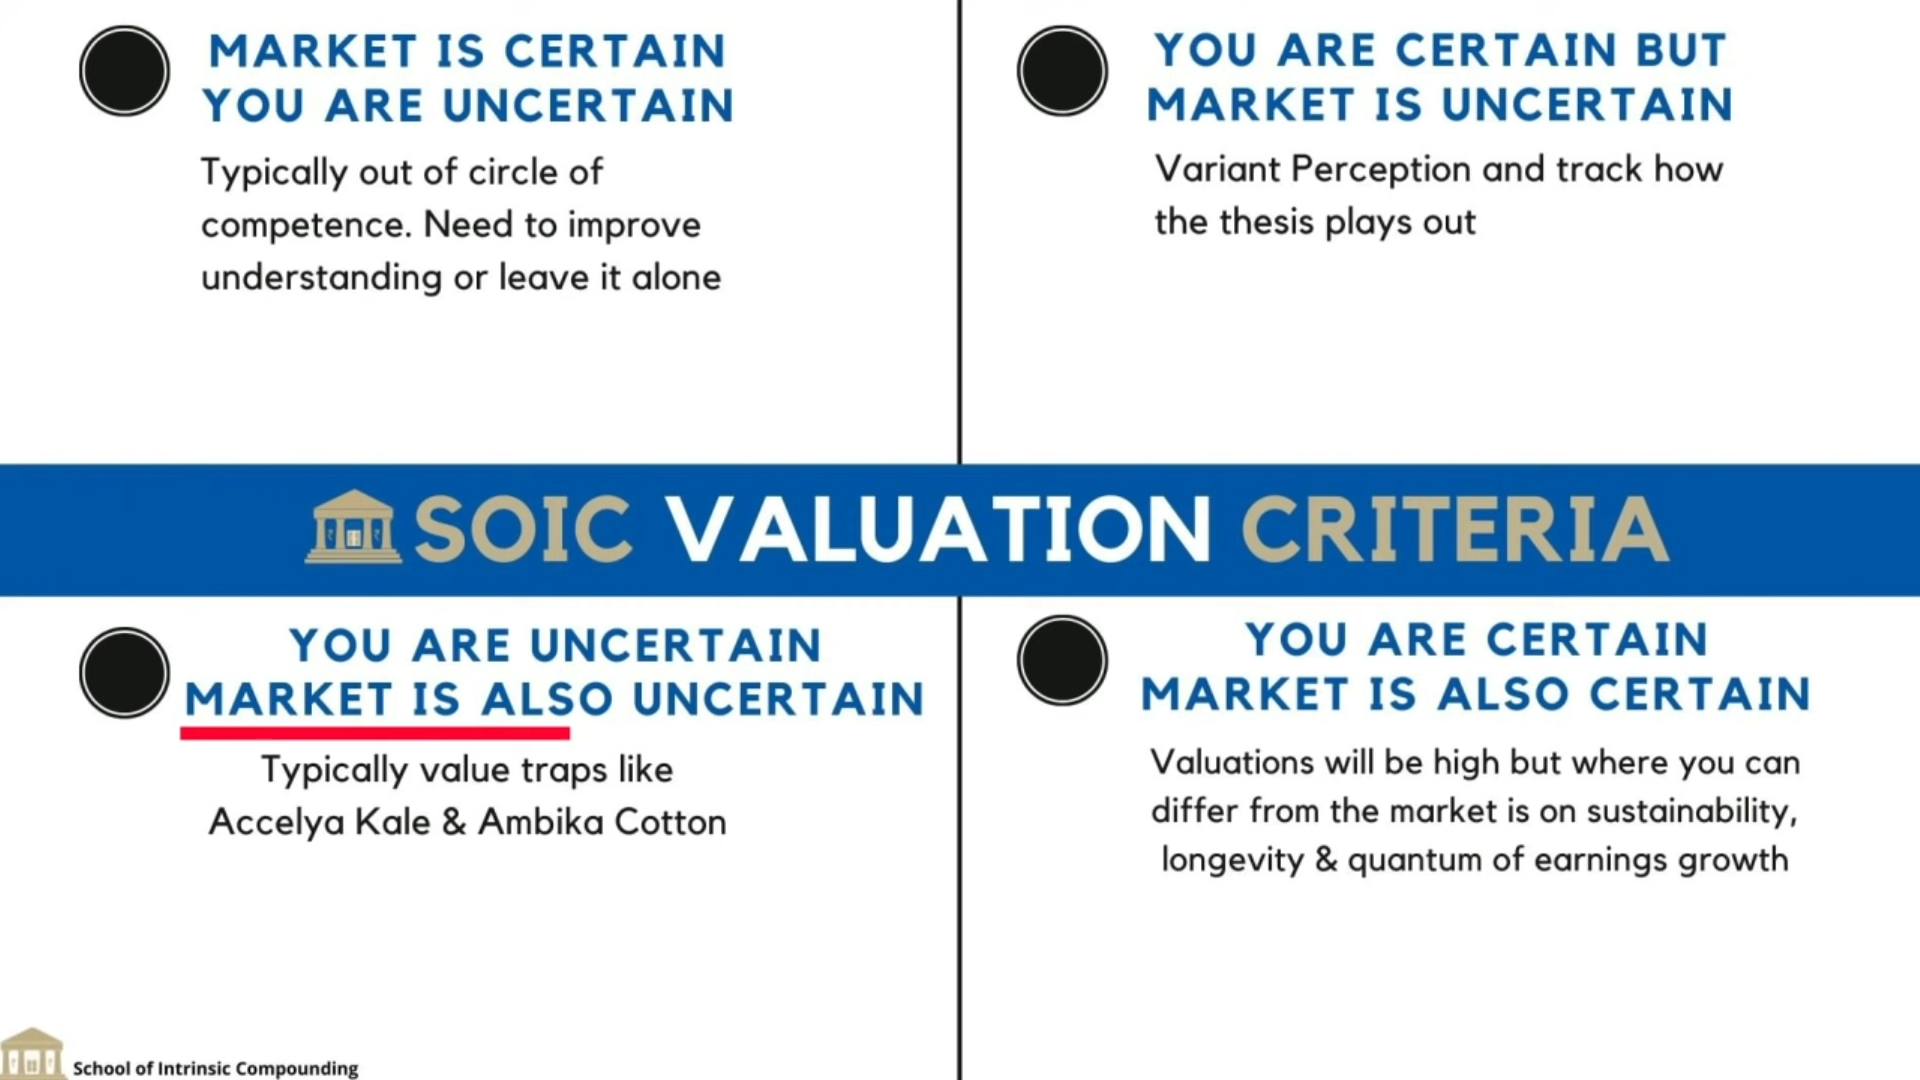 MARKET IS CERTAIN
YOU ARE UNCERTAIN
Typically out of circle of
competence. Need to improve
understanding or leave it alone
YOU ARE CERTAIN BUT
MARKET IS UNCERTAIN
Variant Perception and track how
the thesis plays out
SOIC VALUATION CRITERIA
YOU ARE UNCERTAIN
MARKET IS ALSO UNCERTAIN
Typically value traps like
Accelya Kale & Ambika Cotton
YOU ARE CERTAIN
MARKET IS ALSO CERTAIN
Valuations will be high but where you can
differ from the market is on sustainability,
longevity & quantum of earnings growth
School of Intrinsic Compounding